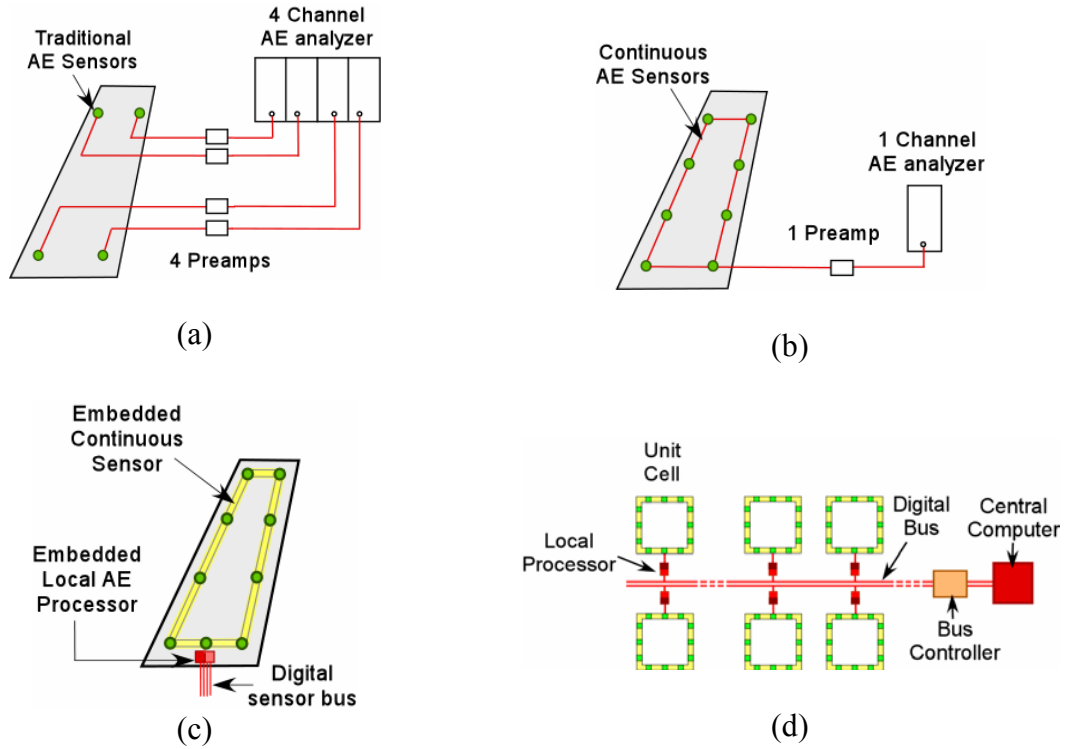 Traditional
AE Sensors
4 Channel
AE analyzer
4 Preamps
(a)
Continuous
AE Sensors
1 Channel
AE analyzer
1 Preamp
(b)
Embedded
Continuous
Sensor
Embedded
Local AE
Processor
Digital
sensor bus
(c)
Unit
Cell
Local
Processor
Digital
Bus
Central
Computer
Bus
Controller
(d)